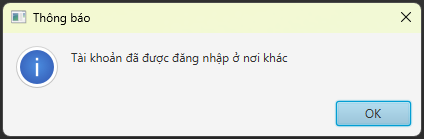 Thông báo
Tài khoản đã được đăng nhập ở nơi khác
OK